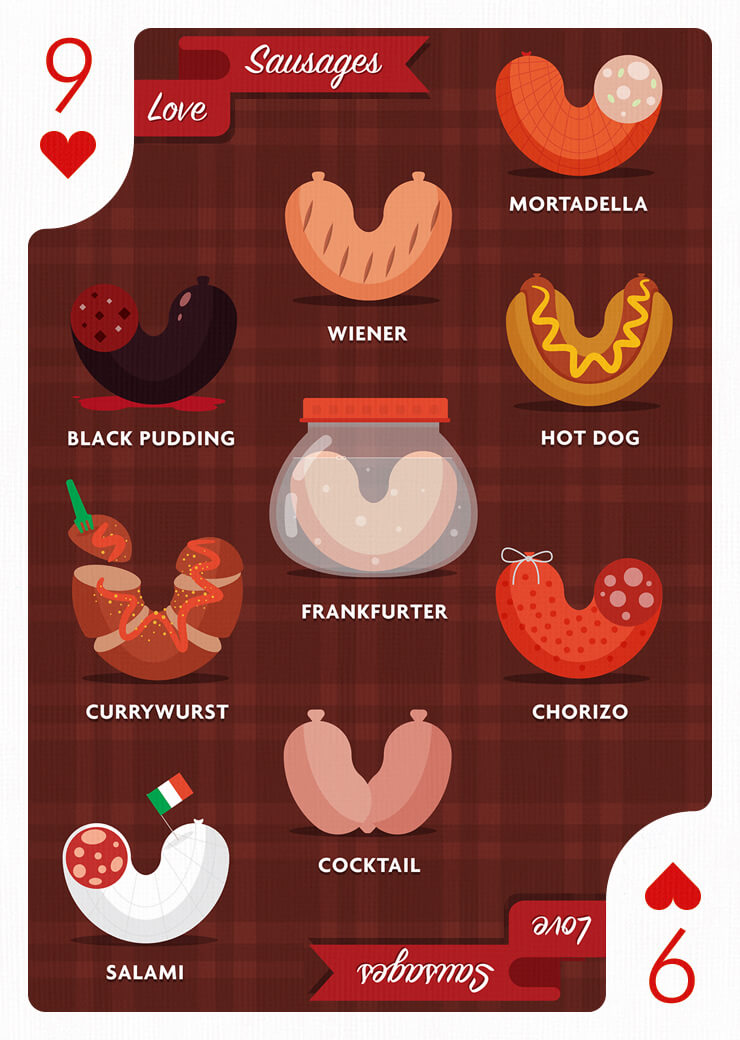 9
Love
Sausages
MORTADELLA
WIENER
BLACK PUDDING
HOT DOG
FRANKFURTER
CURRYWURST
CHORIZO
COCKTAIL
SALAMI
Love
Sausages
9